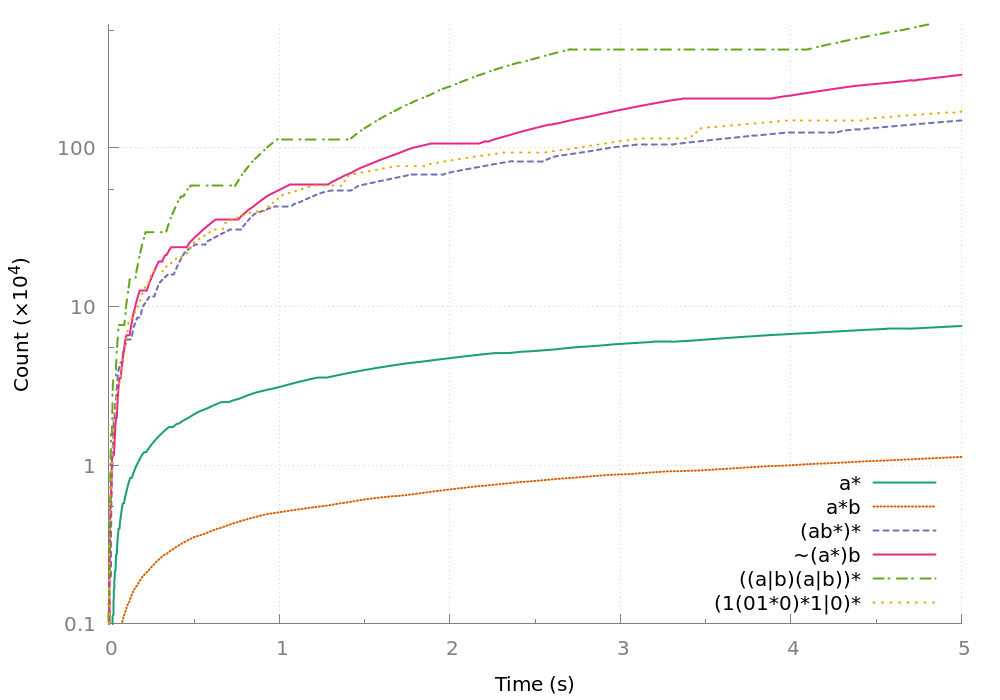 100
10
1
0.1
Count (×10⁴)
a*
a*b
(ab*)*
~(a*)b
((a|b)(a|b))*
(1(01*0)*1|0)*
0 1 2 3 4 5
Time (s)